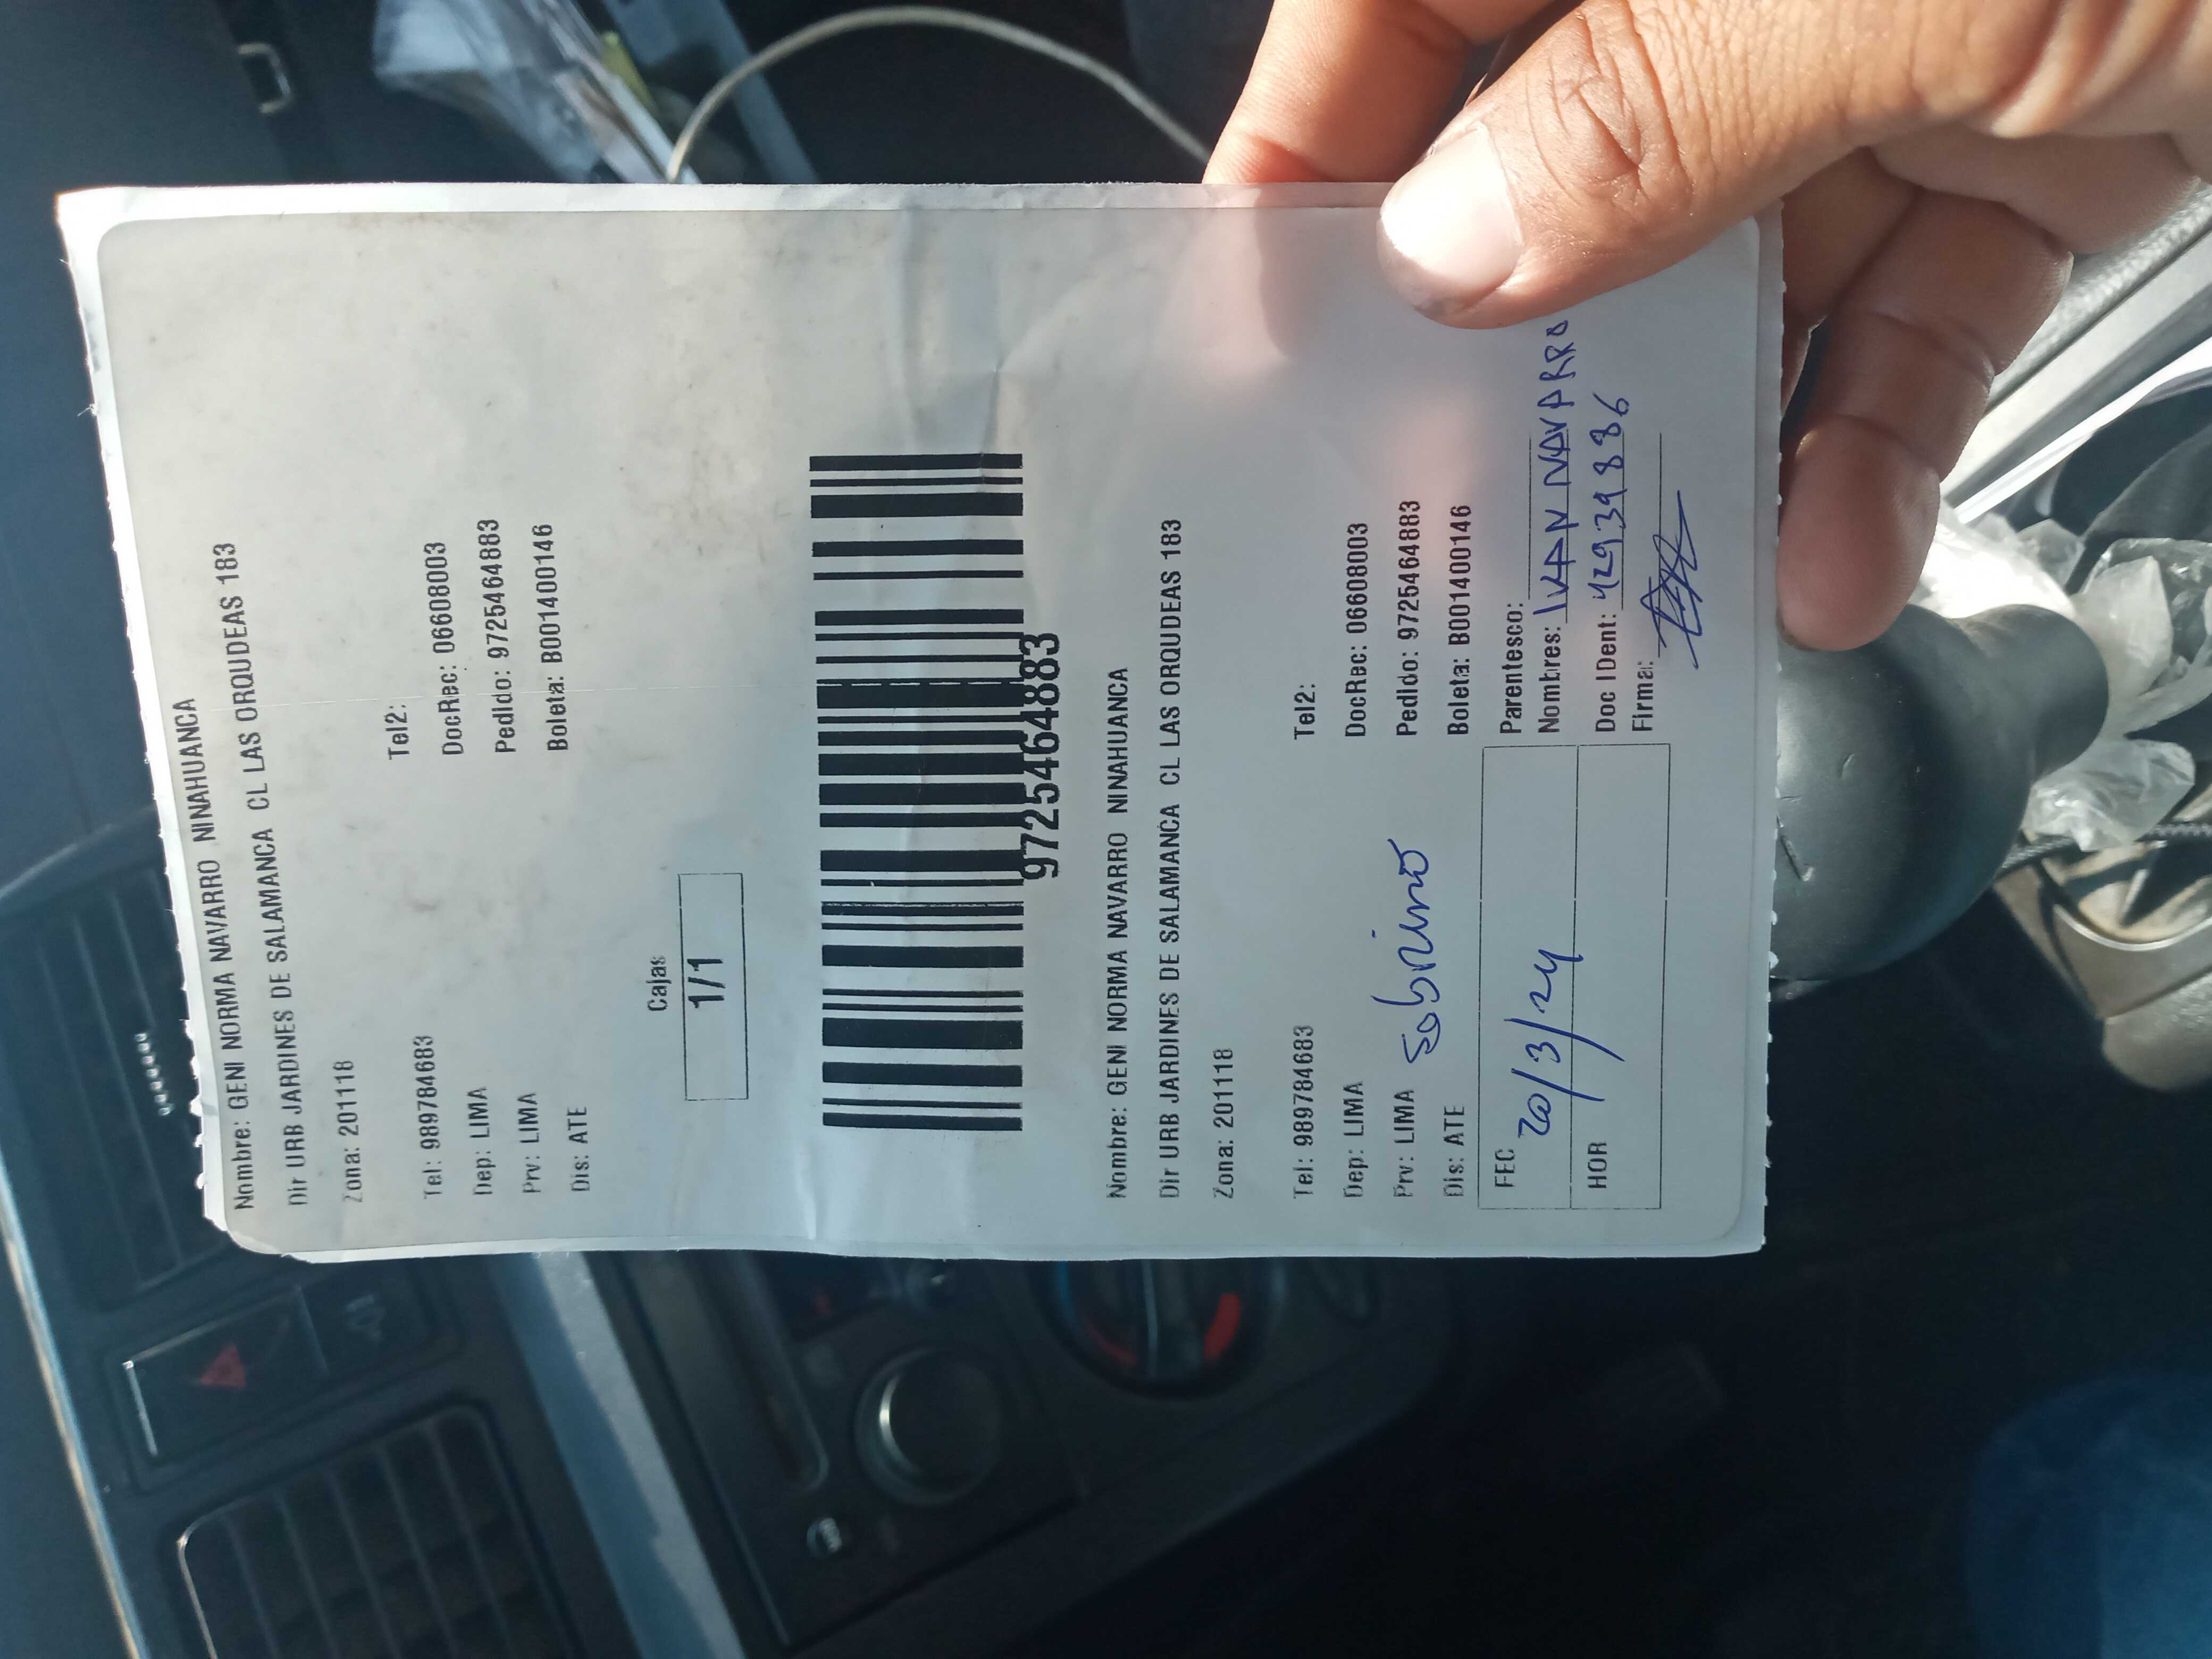 Nombre: GENI NORMA NAVARRO NINAHUANCA
Dir URB JARDINES DE SALAMANCA CL LAS ORQUDEAS 183
Zona: 201118
Tel: 989784683 Tel2:
Dep: LIMA DocRec: 06608003
Prv: LIMA Pedido: 9725464883
Dis: ATE Boleta: B001400146
Cajas
1/1
9725464883
Nombre: GENI NORMA NAVARRO NINAHUANCA
Dir URB JARDINES DE SALAMANCA CL LAS ORQUDEAS 183
Zona: 201118
Tel: 989784683 Tel2:
Dep: LIMA DocRec: 06608003
Prv: LIMA sobrino Pedido: 9725464883
Dis: ATE Boleta: B001400146
FEC 20/3/24 Parentesco:
Nombres: IVAN NAVARRO
HOR Doc IDent: 42939886
Firma: